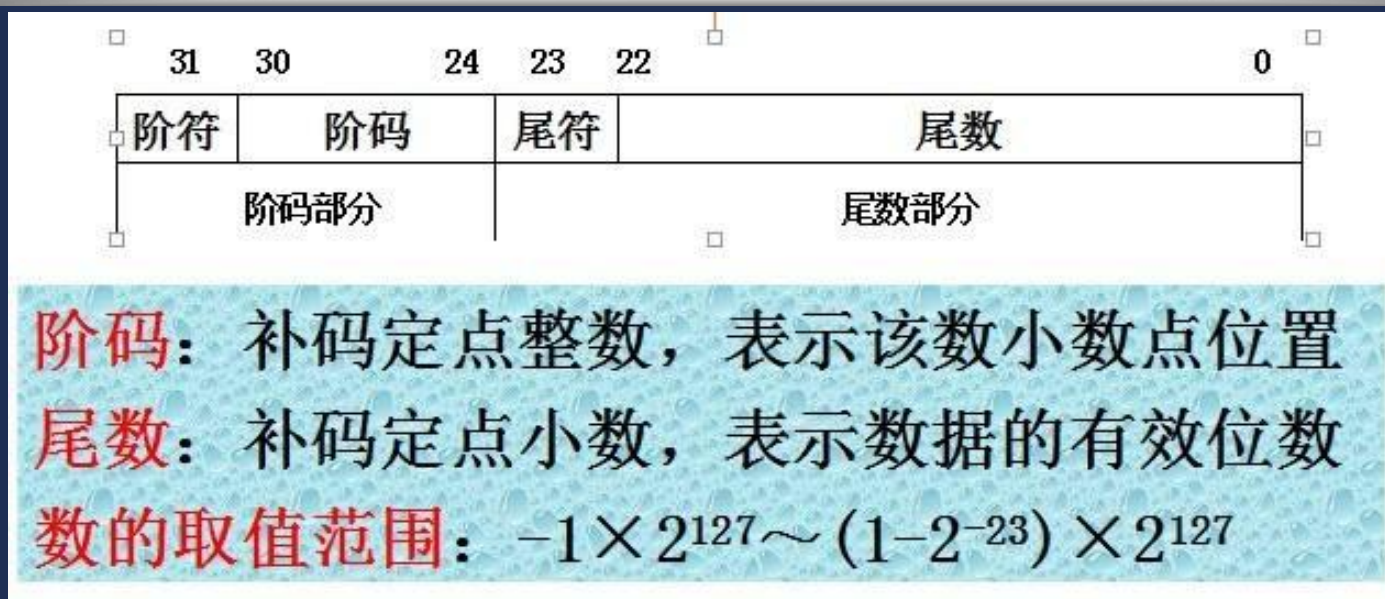 31 30 24 23 22 0
阶符 阶码 尾符 尾数
阶码部分 尾数部分
阶码：补码定点整数，表示该数小数点位置
尾数：补码定点小数，表示数据的有效位数
数的取值范围：-1×2¹²⁷～(1-2⁻²³)×2¹²⁷